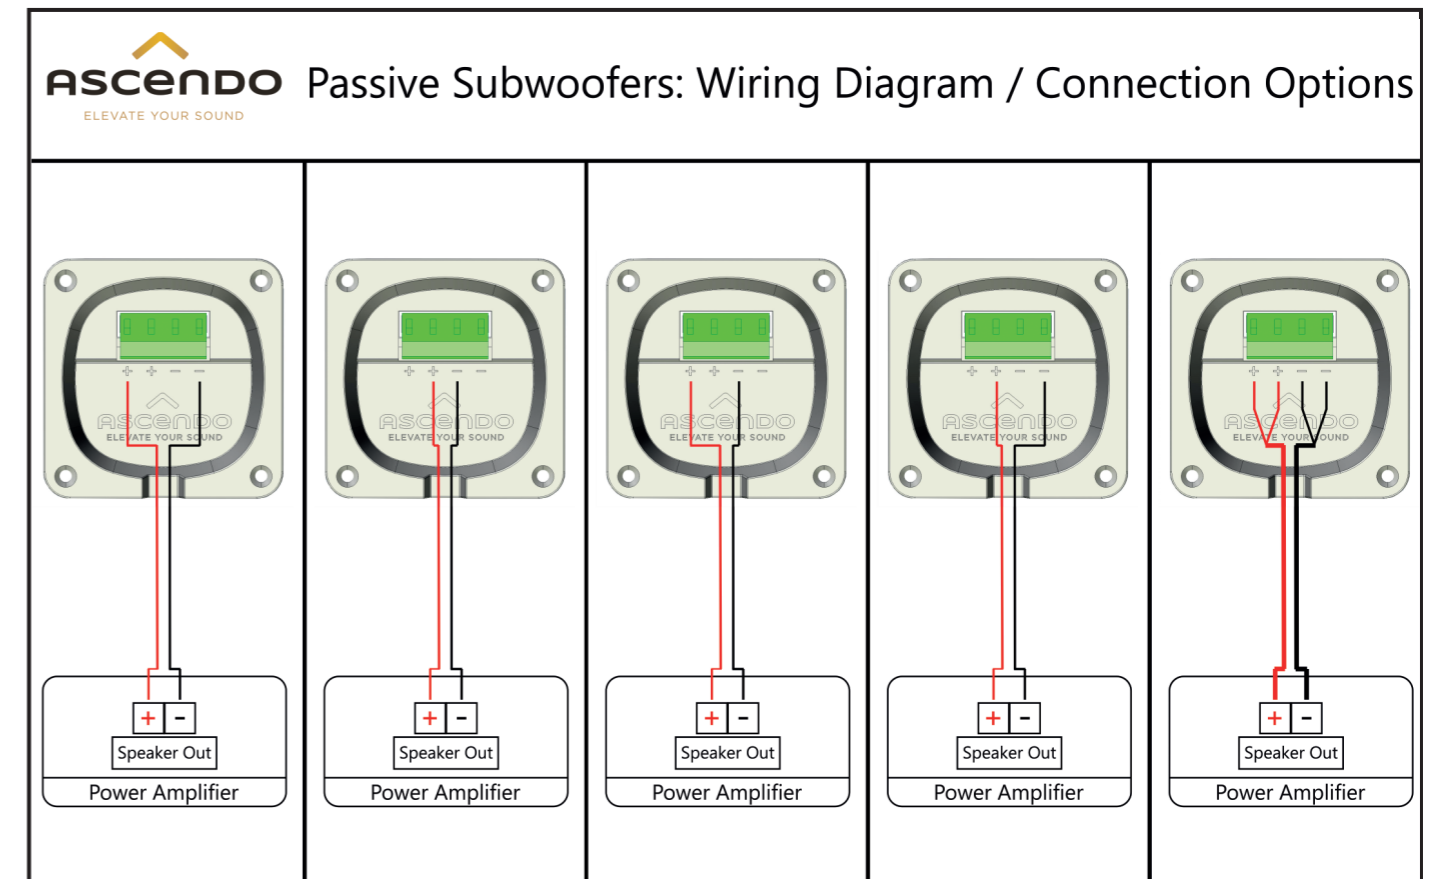 ASCENDO
ELEVATE YOUR SOUND
Passive Subwoofers: Wiring Diagram / Connection Options
+ + − −
ASCENDO
ELEVATE YOUR SOUND
+ −
Speaker Out
Power Amplifier
+ + − −
ASCENDO
ELEVATE YOUR SOUND
+ −
Speaker Out
Power Amplifier
+ + − −
ASCENDO
ELEVATE YOUR SOUND
+ −
Speaker Out
Power Amplifier
+ + − −
ASCENDO
ELEVATE YOUR SOUND
+ −
Speaker Out
Power Amplifier
+ + − −
ASCENDO
ELEVATE YOUR SOUND
+ −
Speaker Out
Power Amplifier